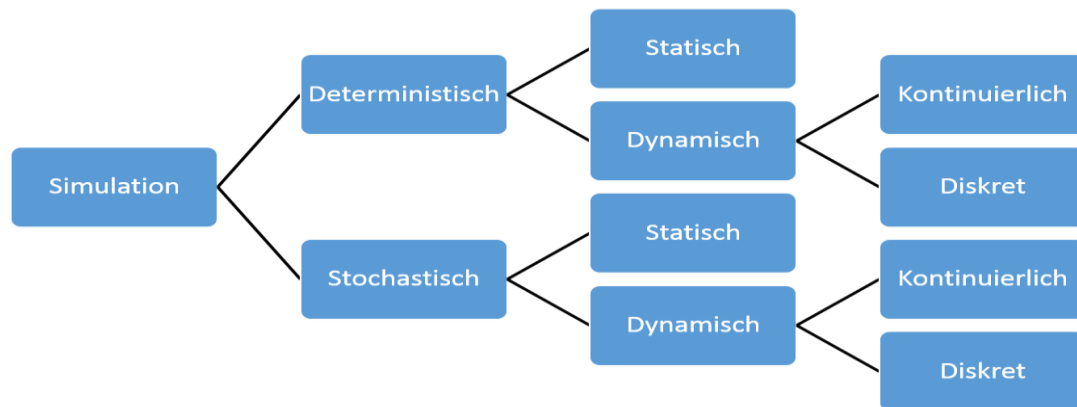 Simulation
Deterministisch
Statisch
Dynamisch
Kontinuierlich
Diskret
Stochastisch
Statisch
Dynamisch
Kontinuierlich
Diskret